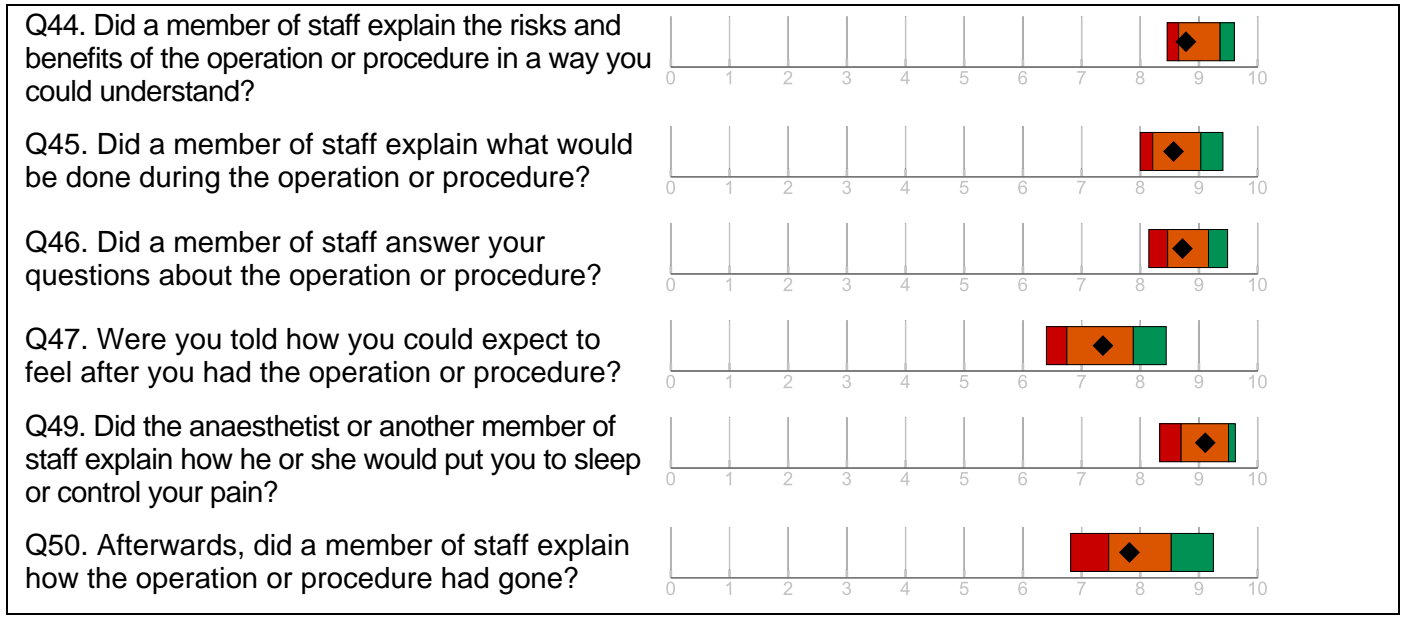 Q44. Did a member of staff explain the risks and
benefits of the operation or procedure in a way you
could understand?
0 1 2 3 4 5 6 7 8 9 10
Q45. Did a member of staff explain what would
be done during the operation or procedure?
0 1 2 3 4 5 6 7 8 9 10
Q46. Did a member of staff answer your
questions about the operation or procedure?
0 1 2 3 4 5 6 7 8 9 10
Q47. Were you told how you could expect to
feel after you had the operation or procedure?
0 1 2 3 4 5 6 7 8 9 10
Q49. Did the anaesthetist or another member of
staff explain how he or she would put you to sleep
or control your pain?
0 1 2 3 4 5 6 7 8 9 10
Q50. Afterwards, did a member of staff explain
how the operation or procedure had gone?
0 1 2 3 4 5 6 7 8 9 10